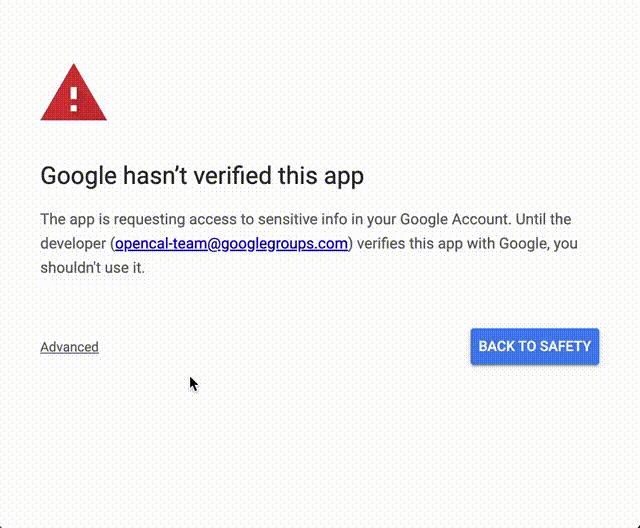 Google hasn’t verified this app
The app is requesting access to sensitive info in your Google Account. Until the
developer (opencal-team@googlegroups.com) verifies this app with Google, you
shouldn't use it.
Advanced
BACK TO SAFETY